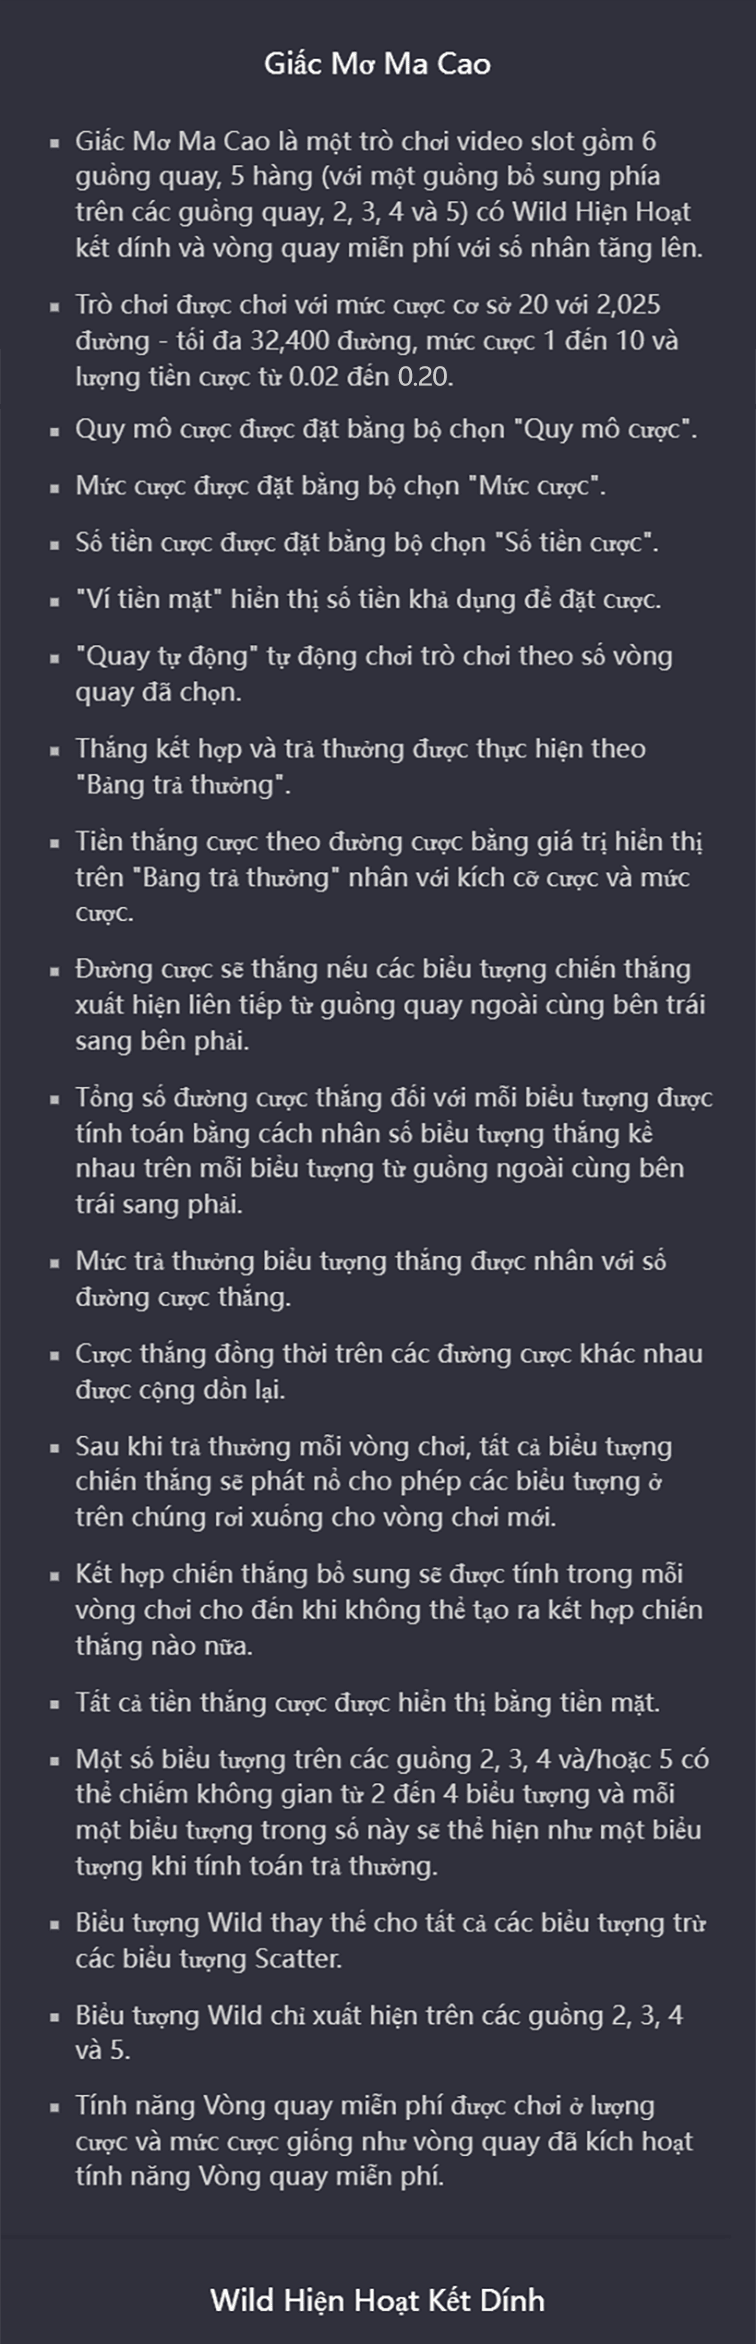 Giấc Mơ Ma Cao
▪ Giấc Mơ Ma Cao là một trò chơi video slot gồm 6
guồng quay, 5 hàng (với một guồng bổ sung phía
trên các guồng quay, 2, 3, 4 và 5) có Wild Hiện Hoạt
kết dính và vòng quay miễn phí với số nhân tăng lên.
▪ Trò chơi được chơi với mức cược cơ sở 20 với 2,025
đường - tối đa 32,400 đường, mức cược 1 đến 10 và
lượng tiền cược từ 0.02 đến 0.20.
▪ Quy mô cược được đặt bằng bộ chọn "Quy mô cược".
▪ Mức cược được đặt bằng bộ chọn "Mức cược".
▪ Số tiền cược được đặt bằng bộ chọn "Số tiền cược".
▪ "Ví tiền mặt" hiển thị số tiền khả dụng để đặt cược.
▪ "Quay tự động" tự động chơi trò chơi theo số vòng
quay đã chọn.
▪ Thắng kết hợp và trả thưởng được thực hiện theo
"Bảng trả thưởng".
▪ Tiền thắng cược theo đường cược bằng giá trị hiển thị
trên "Bảng trả thưởng" nhân với kích cỡ cược và mức
cược.
▪ Đường cược sẽ thắng nếu các biểu tượng chiến thắng
xuất hiện liên tiếp từ guồng quay ngoài cùng bên trái
sang bên phải.
▪ Tổng số đường cược thắng đối với mỗi biểu tượng được
tính toán bằng cách nhân số biểu tượng thắng kề
nhau trên mỗi biểu tượng từ guồng ngoài cùng bên
trái sang phải.
▪ Mức trả thưởng biểu tượng thắng được nhân với số
đường cược thắng.
▪ Cược thắng đồng thời trên các đường cược khác nhau
được cộng dồn lại.
▪ Sau khi trả thưởng mỗi vòng chơi, tất cả biểu tượng
chiến thắng sẽ phát nổ cho phép các biểu tượng ở
trên chúng rơi xuống cho vòng chơi mới.
▪ Kết hợp chiến thắng bổ sung sẽ được tính trong mỗi
vòng chơi cho đến khi không thể tạo ra kết hợp chiến
thắng nào nữa.
▪ Tất cả tiền thắng cược được hiển thị bằng tiền mặt.
▪ Một số biểu tượng trên các guồng 2, 3, 4 và/hoặc 5 có
thể chiếm không gian từ 2 đến 4 biểu tượng và mỗi
một biểu tượng trong số này sẽ thể hiện như một biểu
tượng khi tính toán trả thưởng.
▪ Biểu tượng Wild thay thế cho tất cả các biểu tượng trừ
các biểu tượng Scatter.
▪ Biểu tượng Wild chỉ xuất hiện trên các guồng 2, 3, 4
và 5.
▪ Tính năng Vòng quay miễn phí được chơi ở lượng
cược và mức cược giống như vòng quay đã kích hoạt
tính năng Vòng quay miễn phí.
Wild Hiện Hoạt Kết Dính